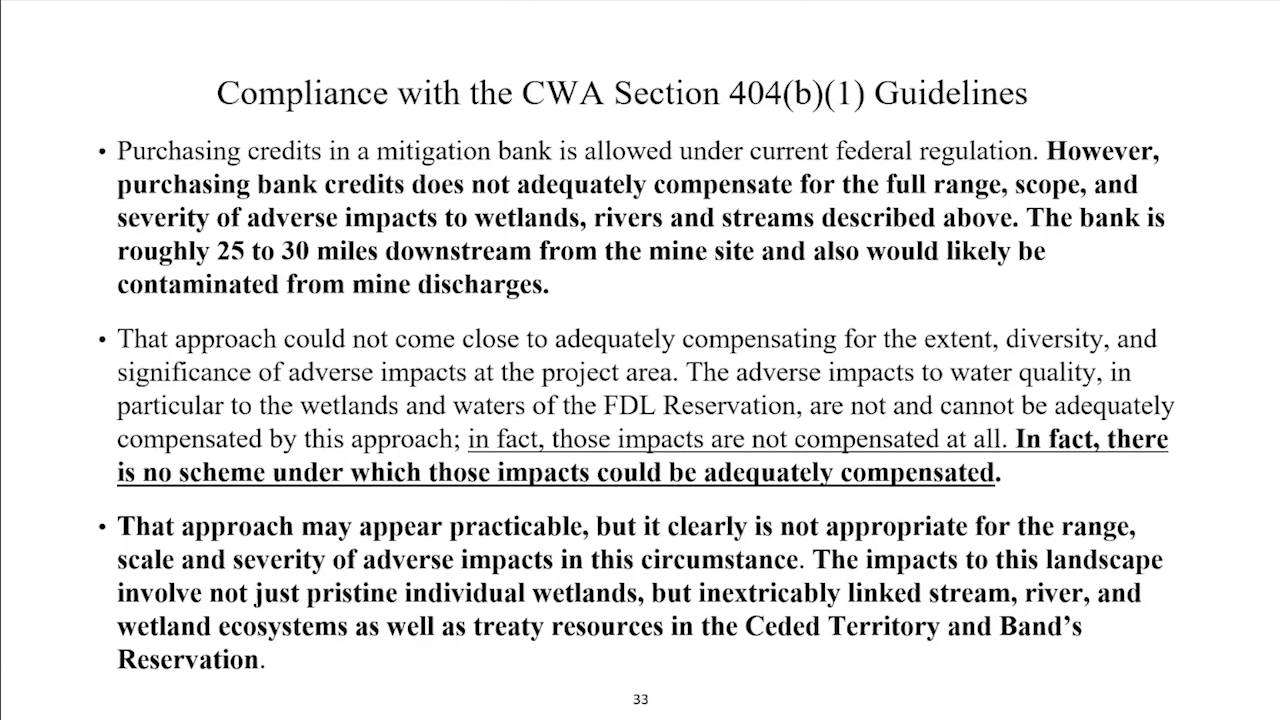 Compliance with the CWA Section 404(b)(1) Guidelines
• Purchasing credits in a mitigation bank is allowed under current federal regulation. However,
purchasing bank credits does not adequately compensate for the full range, scope, and
severity of adverse impacts to wetlands, rivers and streams described above. The bank is
roughly 25 to 30 miles downstream from the mine site and also would likely be
contaminated from mine discharges.
• That approach could not come close to adequately compensating for the extent, diversity, and
significance of adverse impacts at the project area. The adverse impacts to water quality, in
particular to the wetlands and waters of the FDL Reservation, are not and cannot be adequately
compensated by this approach; in fact, those impacts are not compensated at all. In fact, there
is no scheme under which those impacts could be adequately compensated.
• That approach may appear practicable, but it clearly is not appropriate for the range,
scale and severity of adverse impacts in this circumstance. The impacts to this landscape
involve not just pristine individual wetlands, but inextricably linked stream, river, and
wetland ecosystems as well as treaty resources in the Ceded Territory and Band’s
Reservation.
33